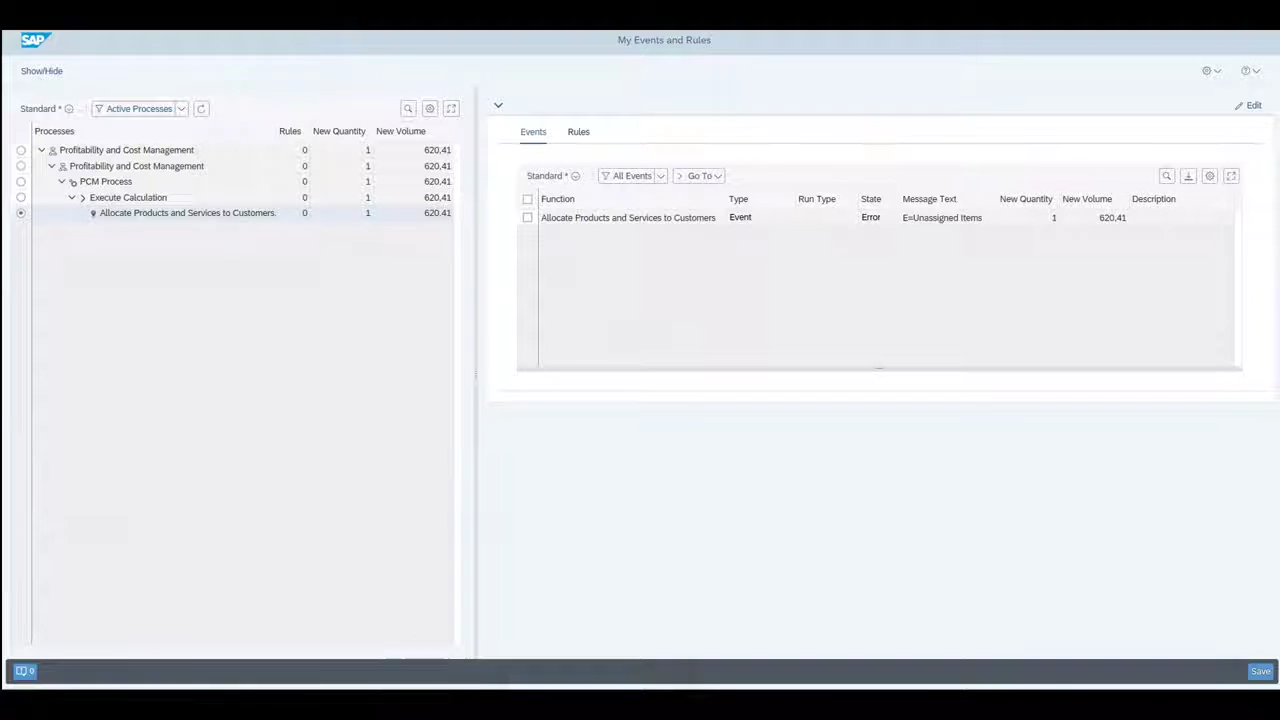 SAP
My Events and Rules
Show/Hide
Standard * Active Processes
Processes Rules New Quantity New Volume
Profitability and Cost Management 0 1 620,41
Profitability and Cost Management 0 1 620,41
PCM Process 0 1 620,41
Execute Calculation 0 1 620,41
Allocate Products and Services to Customers. 0 1 620,41
Edit
Events Rules
Standard * All Events Go To
Function Type Run Type State Message Text New Quantity New Volume Description
Allocate Products and Services to Customers Event Error E=Unassigned Items 1 620,41
0
Save